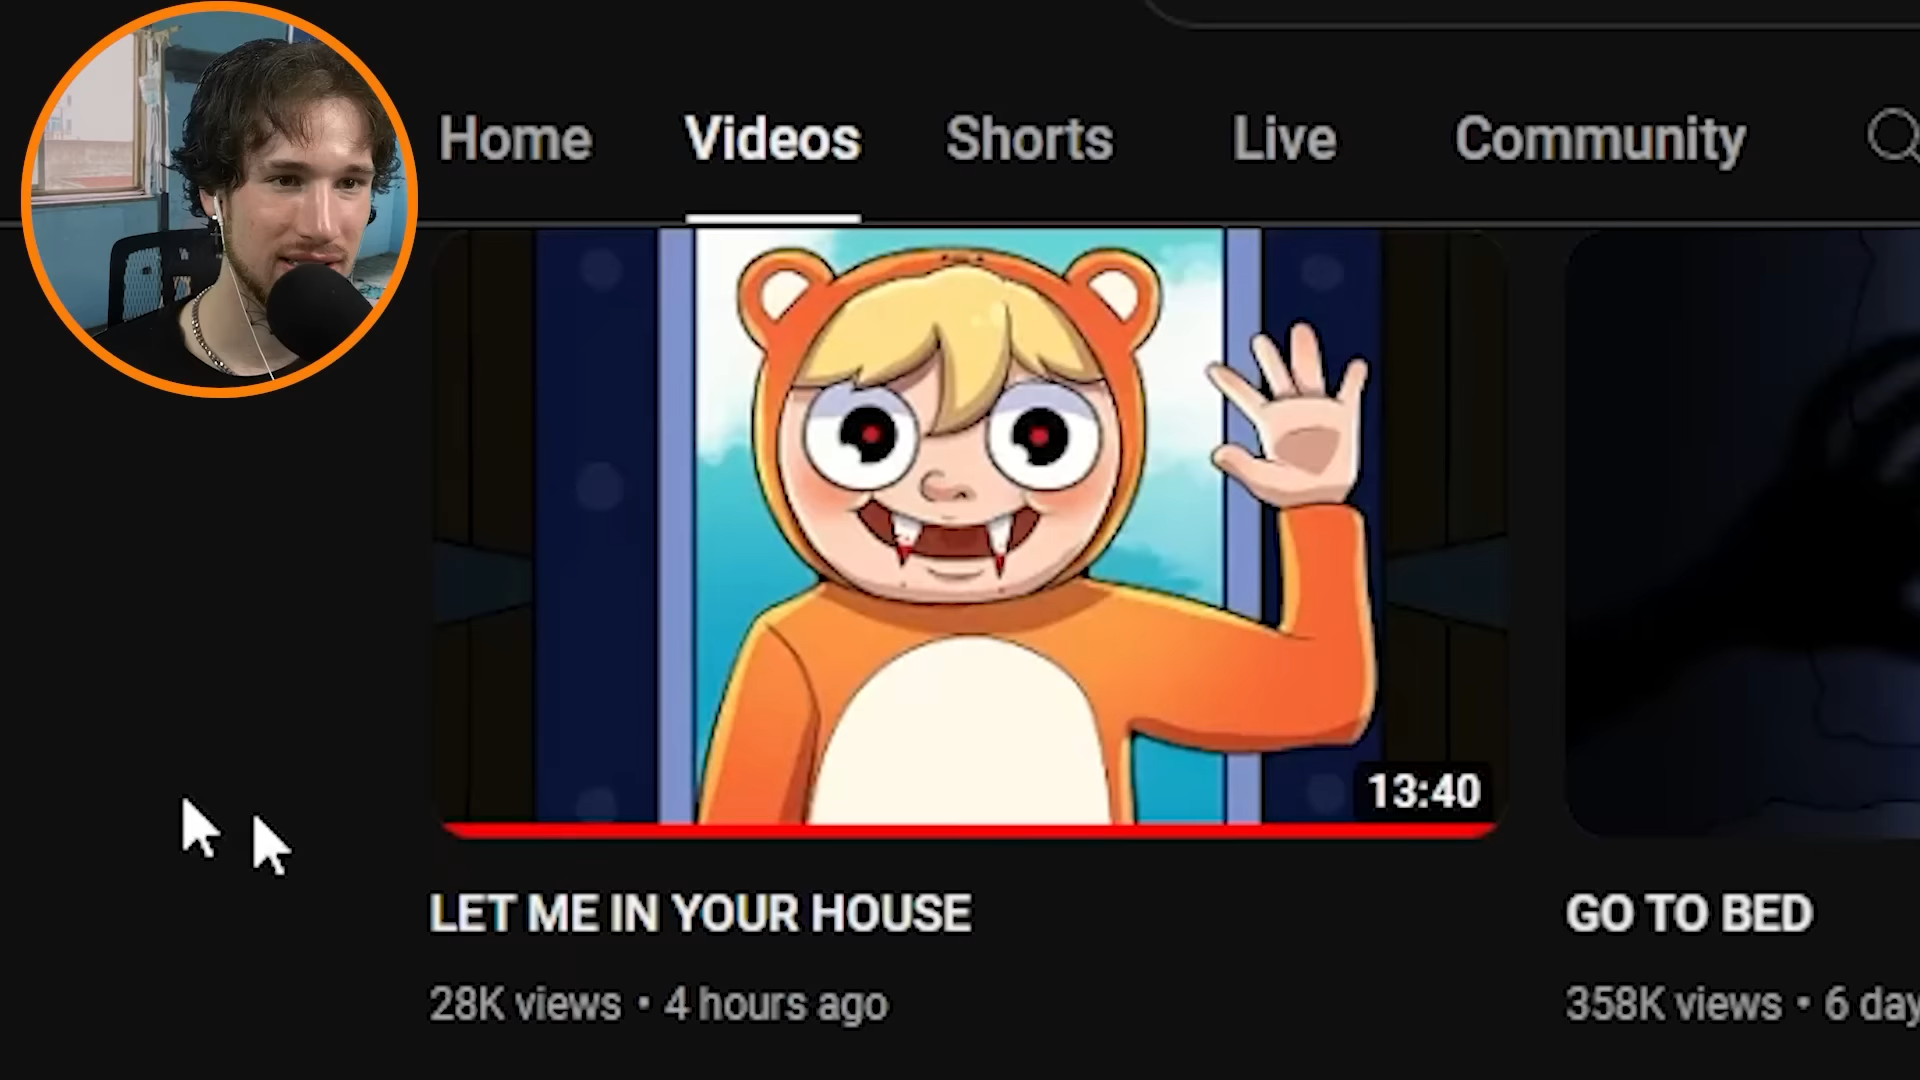 Home Videos Shorts Live Community
13:40
LET ME IN YOUR HOUSE
28K views • 4 hours ago
GO TO BED
358K views • 6 day